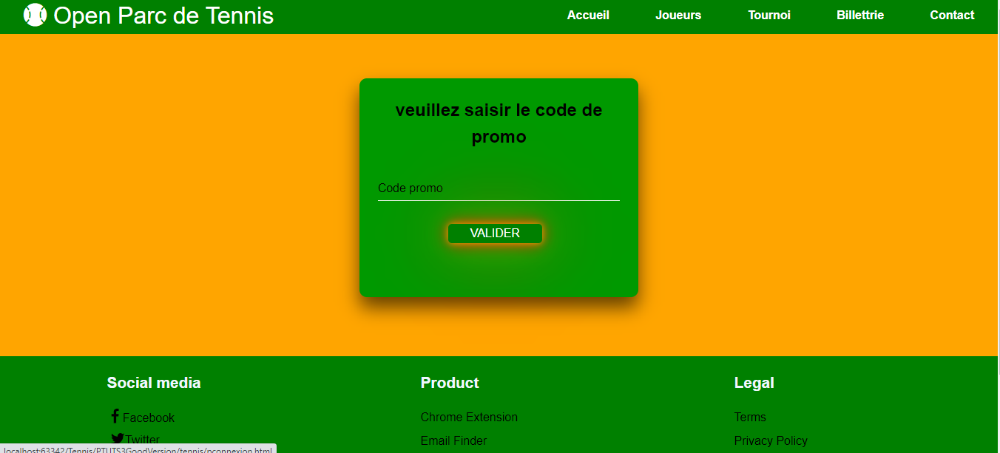 Open Parc de Tennis
Accueil Joueurs Tournoi Billettrie Contact
veuillez saisir le code de
promo
Code promo
VALIDER
Social media
Facebook
Twitter
Product
Chrome Extension
Email Finder
Legal
Terms
Privacy Policy
localhost:63342/Tennis/PTUTS3GoodVersion/tennis/pconnexion.html